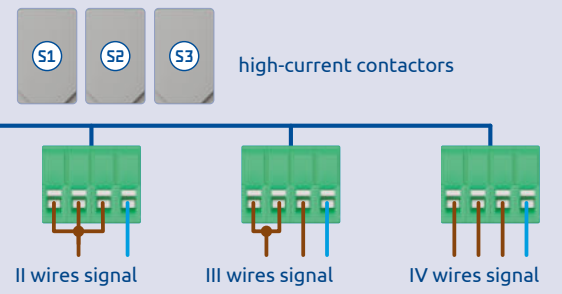 S1 S2 S3
high-current contactors
II wires signal III wires signal IV wires signal